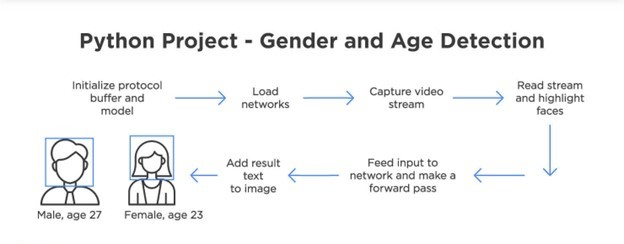 Python Project - Gender and Age Detection
Initialize protocol
buffer and
model
Load
networks
Capture video
stream
Read stream
and highlight
faces
Feed input to
network and make a
forward pass
Add result
text
to image
Male, age 27
Female, age 23